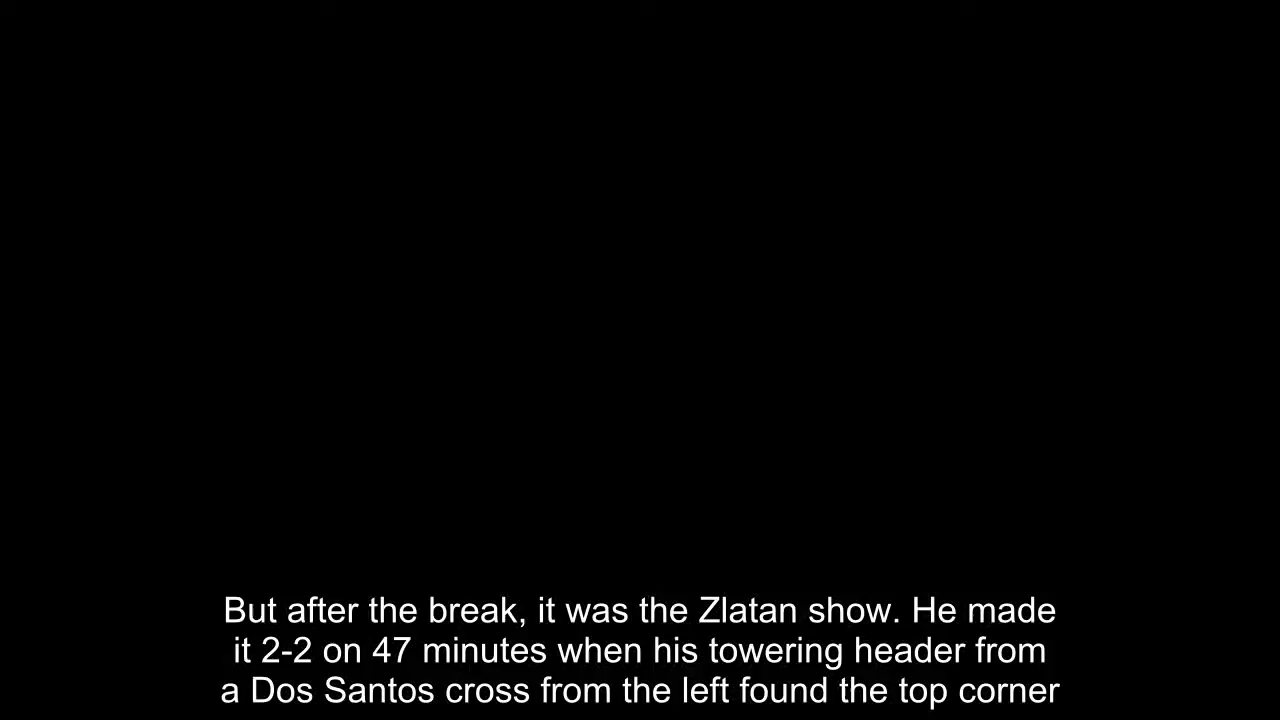 But after the break, it was the Zlatan show. He made
it 2-2 on 47 minutes when his towering header from
a Dos Santos cross from the left found the top corner